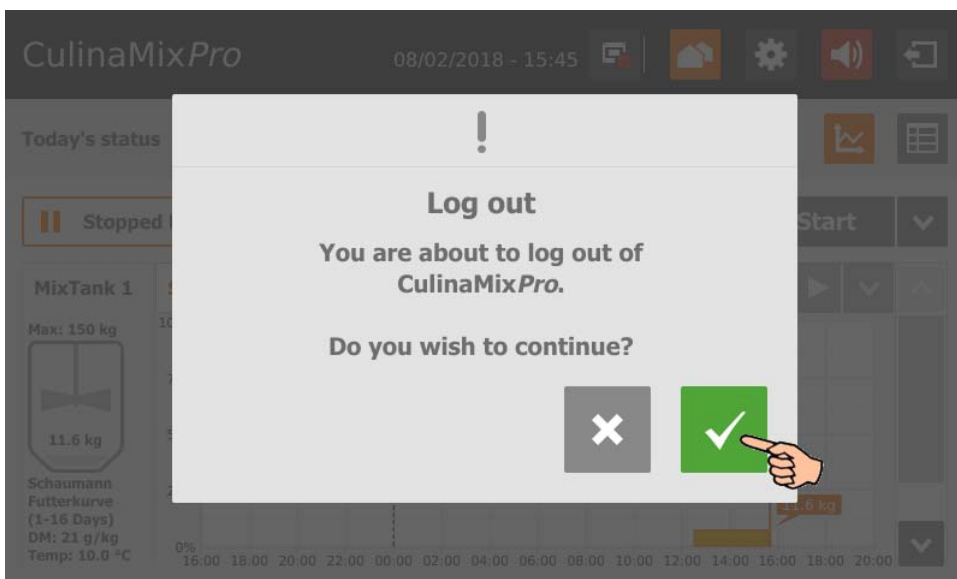 CulinaMixPro
08/02/2018 - 15:45
Today's status
Log out
You are about to log out of
CulinaMixPro.
Do you wish to continue?
Stopped
Start
MixTank 1
Max: 150 kg
11.6 kg
Schaumann
Futterkurve
(1-16 Days)
DM: 21 g/kg
Temp: 10.0 °C
11.6 kg
0%
16:00 18:00 20:00 22:00 00:00 02:00 04:00 06:00 08:00 10:00 12:00 14:00 16:00 18:00 20:00